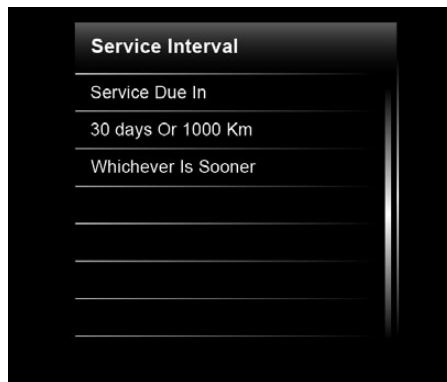 Service Interval
Service Due In
30 days Or 1000 Km
Whichever Is Sooner